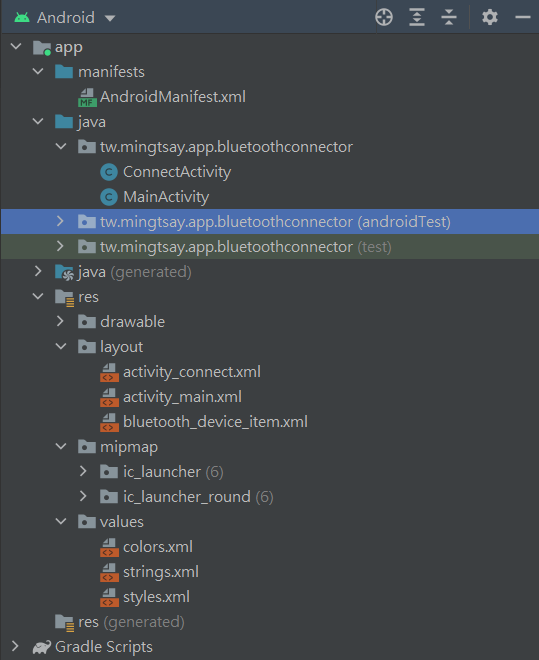 Android
app
manifests
AndroidManifest.xml
java
tw.mingtsay.app.bluetoothconnector
ConnectActivity
MainActivity
tw.mingtsay.app.bluetoothconnector (androidTest)
tw.mingtsay.app.bluetoothconnector (test)
java (generated)
res
drawable
layout
activity_connect.xml
activity_main.xml
bluetooth_device_item.xml
mipmap
ic_launcher (6)
ic_launcher_round (6)
values
colors.xml
strings.xml
styles.xml
res (generated)
Gradle Scripts